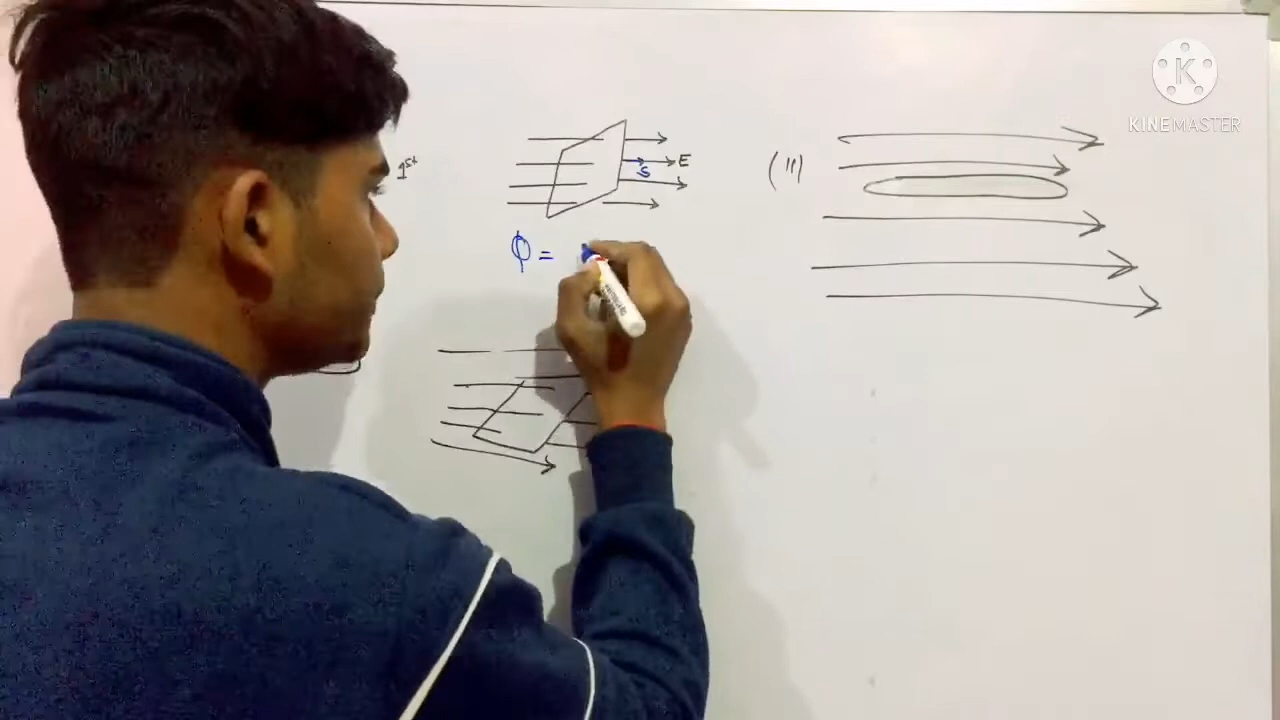 K
KINEMASTER
1st
E
S
(II)
Φ =